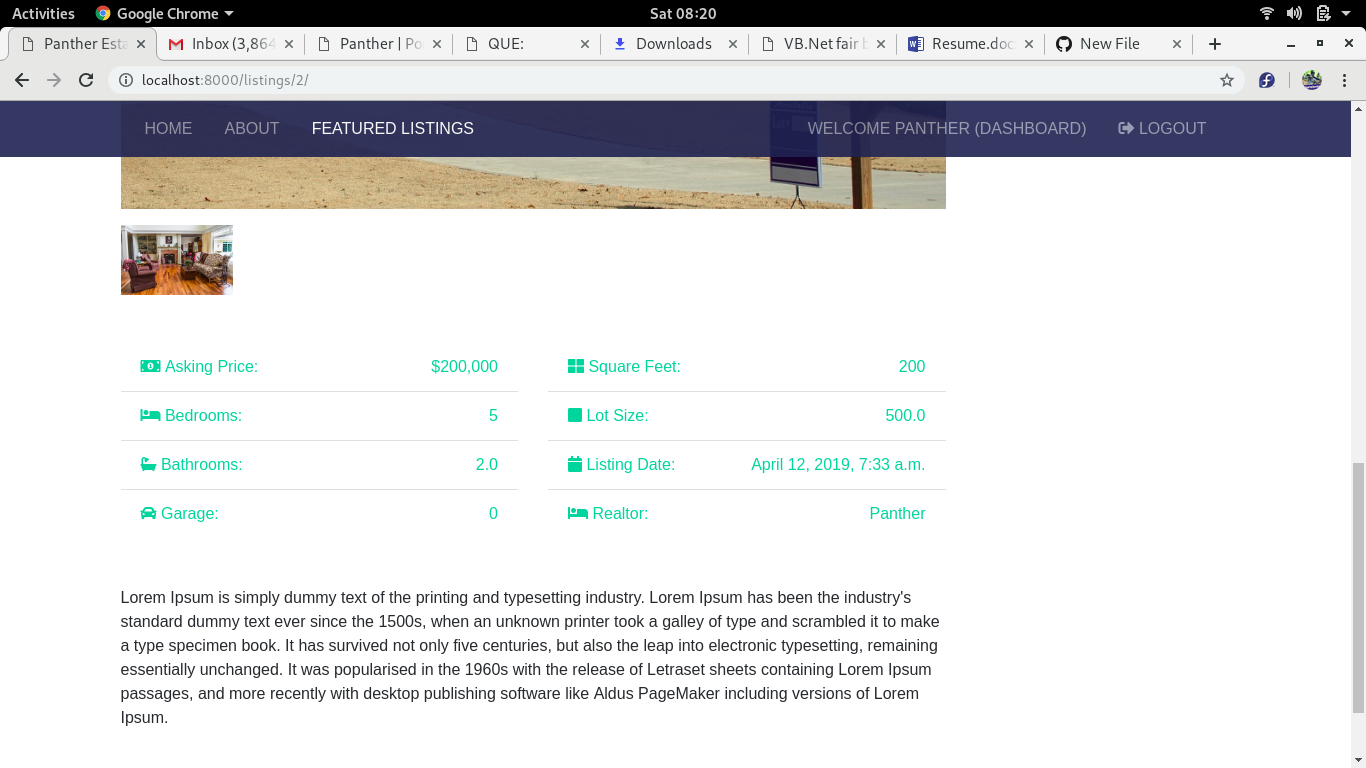 Activities Google Chrome Sat 08:20
Panther Esta Inbox (3,864 Panther | Po QUE: Downloads VB.Net fair b Resume.doc New File
localhost:8000/listings/2/
HOME ABOUT FEATURED LISTINGS WELCOME PANTHER (DASHBOARD) LOGOUT
Asking Price: $200,000 Square Feet: 200
Bedrooms: 5 Lot Size: 500.0
Bathrooms: 2.0 Listing Date: April 12, 2019, 7:33 a.m.
Garage: 0 Realtor: Panther
Lorem Ipsum is simply dummy text of the printing and typesetting industry. Lorem Ipsum has been the industry's
standard dummy text ever since the 1500s, when an unknown printer took a galley of type and scrambled it to make
a type specimen book. It has survived not only five centuries, but also the leap into electronic typesetting, remaining
essentially unchanged. It was popularised in the 1960s with the release of Letraset sheets containing Lorem Ipsum
passages, and more recently with desktop publishing software like Aldus PageMaker including versions of Lorem
Ipsum.